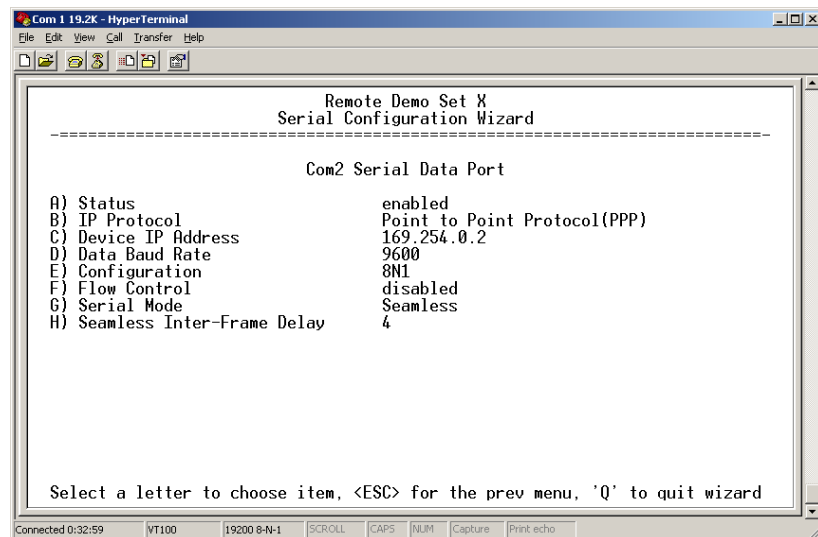 Com 1 19.2K - HyperTerminal
File Edit View Call Transfer Help
Remote Demo Set X
Serial Configuration Wizard
-==========================================================================-
Com2 Serial Data Port
A) Status enabled
B) IP Protocol Point to Point Protocol(PPP)
C) Device IP Address 169.254.0.2
D) Data Baud Rate 9600
E) Configuration 8N1
F) Flow Control disabled
G) Serial Mode Seamless
H) Seamless Inter-Frame Delay 4
Select a letter to choose item, <ESC> for the prev menu, 'Q' to quit wizard
Connected 0:32:59 VT100 19200 8-N-1 SCROLL CAPS NUM Capture Print echo